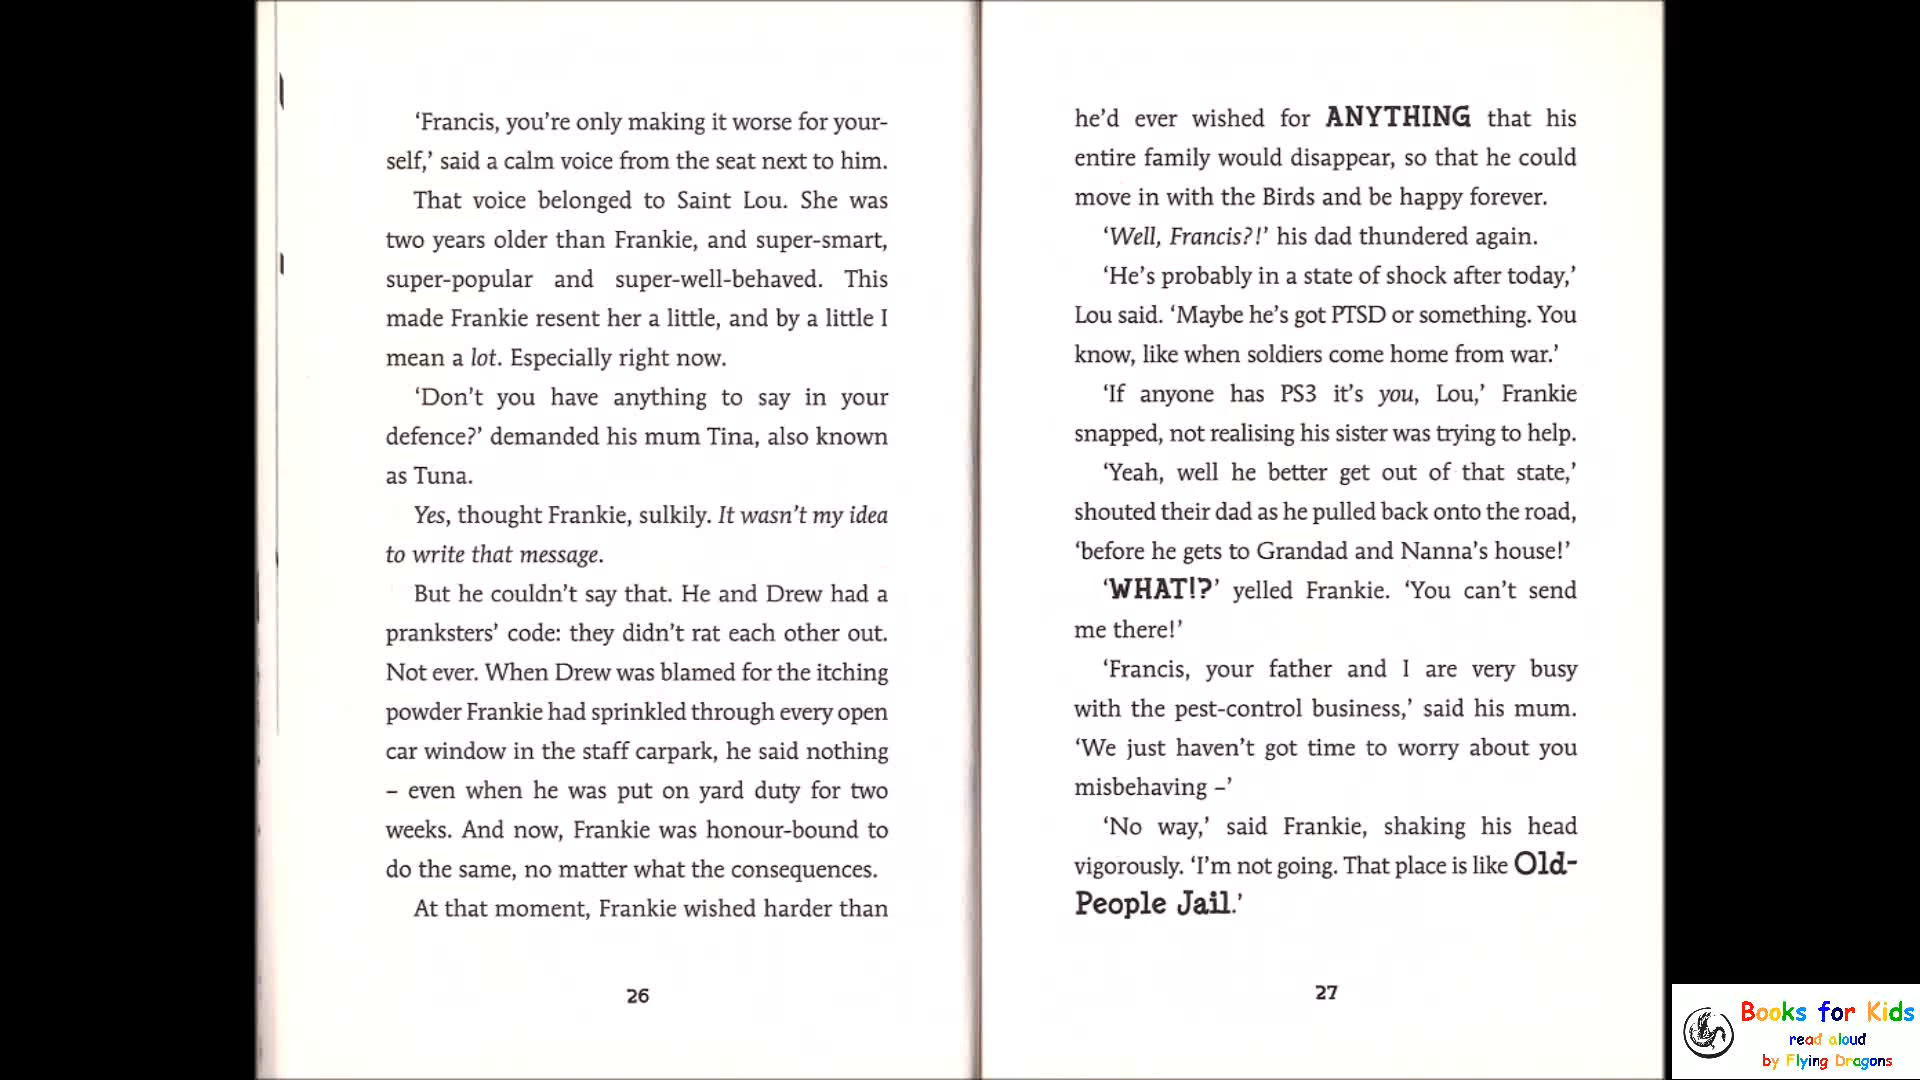 ‘Francis, you’re only making it worse for your-
self,’ said a calm voice from the seat next to him.
That voice belonged to Saint Lou. She was
two years older than Frankie, and super-smart,
super-popular and super-well-behaved. This
made Frankie resent her a little, and by a little I
mean a lot. Especially right now.
‘Don’t you have anything to say in your
defence?’ demanded his mum Tina, also known
as Tuna.
Yes, thought Frankie, sulkily. It wasn’t my idea
to write that message.
But he couldn’t say that. He and Drew had a
pranksters’ code: they didn’t rat each other out.
Not ever. When Drew was blamed for the itching
powder Frankie had sprinkled through every open
car window in the staff carpark, he said nothing
– even when he was put on yard duty for two
weeks. And now, Frankie was honour-bound to
do the same, no matter what the consequences.
At that moment, Frankie wished harder than
26
he’d ever wished for ANYTHING that his
entire family would disappear, so that he could
move in with the Birds and be happy forever.
‘Well, Francis?!’ his dad thundered again.
‘He’s probably in a state of shock after today,’
Lou said. ‘Maybe he’s got PTSD or something. You
know, like when soldiers come home from war.’
‘If anyone has PS3 it’s you, Lou,’ Frankie
snapped, not realising his sister was trying to help.
‘Yeah, well he better get out of that state,’
shouted their dad as he pulled back onto the road,
‘before he gets to Grandad and Nanna’s house!’
‘WHAT!?’ yelled Frankie. ‘You can’t send
me there!’
‘Francis, your father and I are very busy
with the pest-control business,’ said his mum.
‘We just haven’t got time to worry about you
misbehaving –’
‘No way,’ said Frankie, shaking his head
vigorously. ‘I’m not going. That place is like Old-
People Jail.’
27
Books for Kids
read aloud
by Flying Dragons